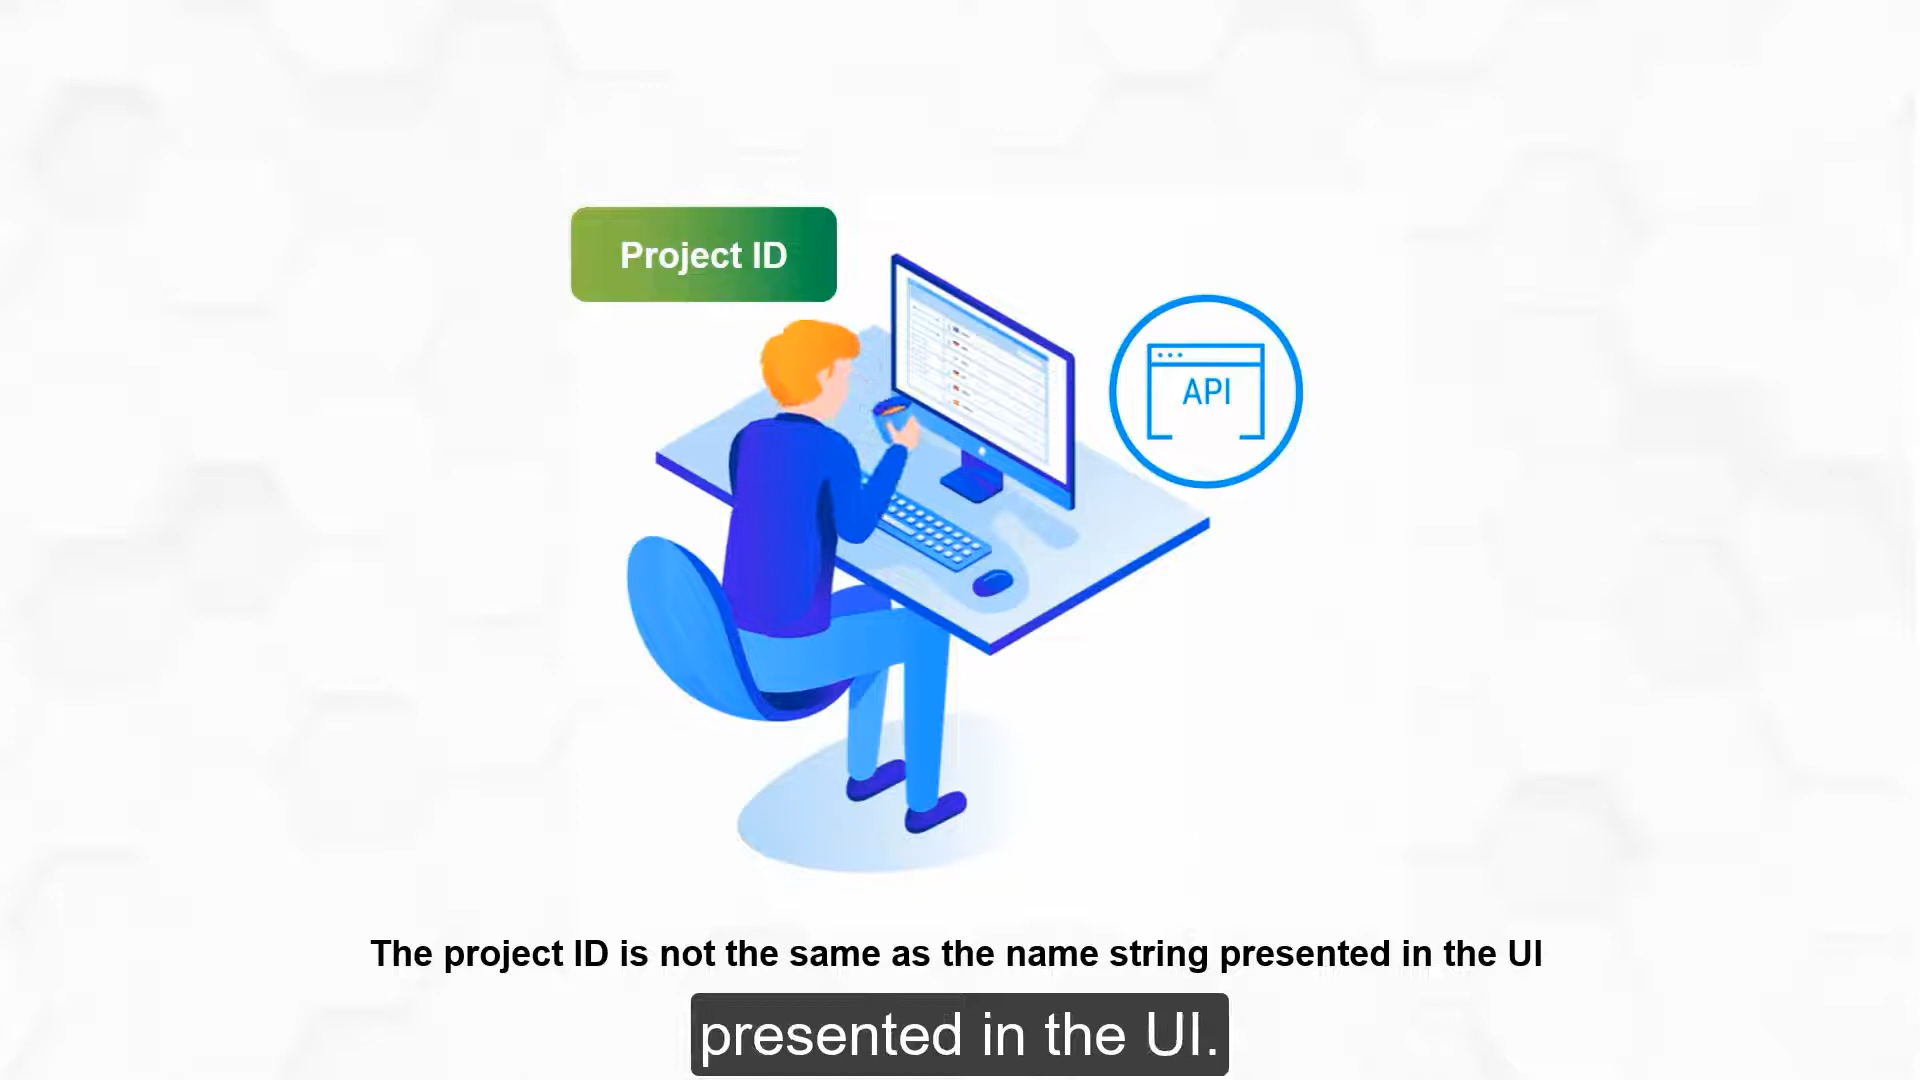 Project ID
API
The project ID is not the same as the name string presented in the UI
presented in the UI.